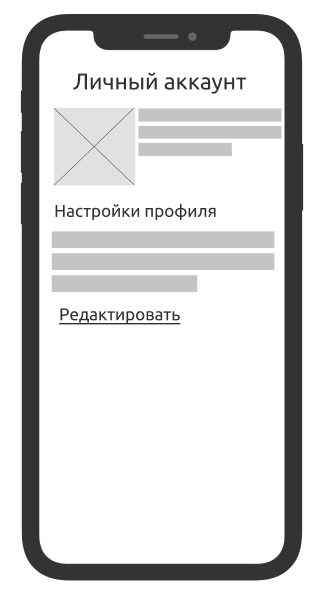 Личный аккаунт
Настройки профиля
Редактировать